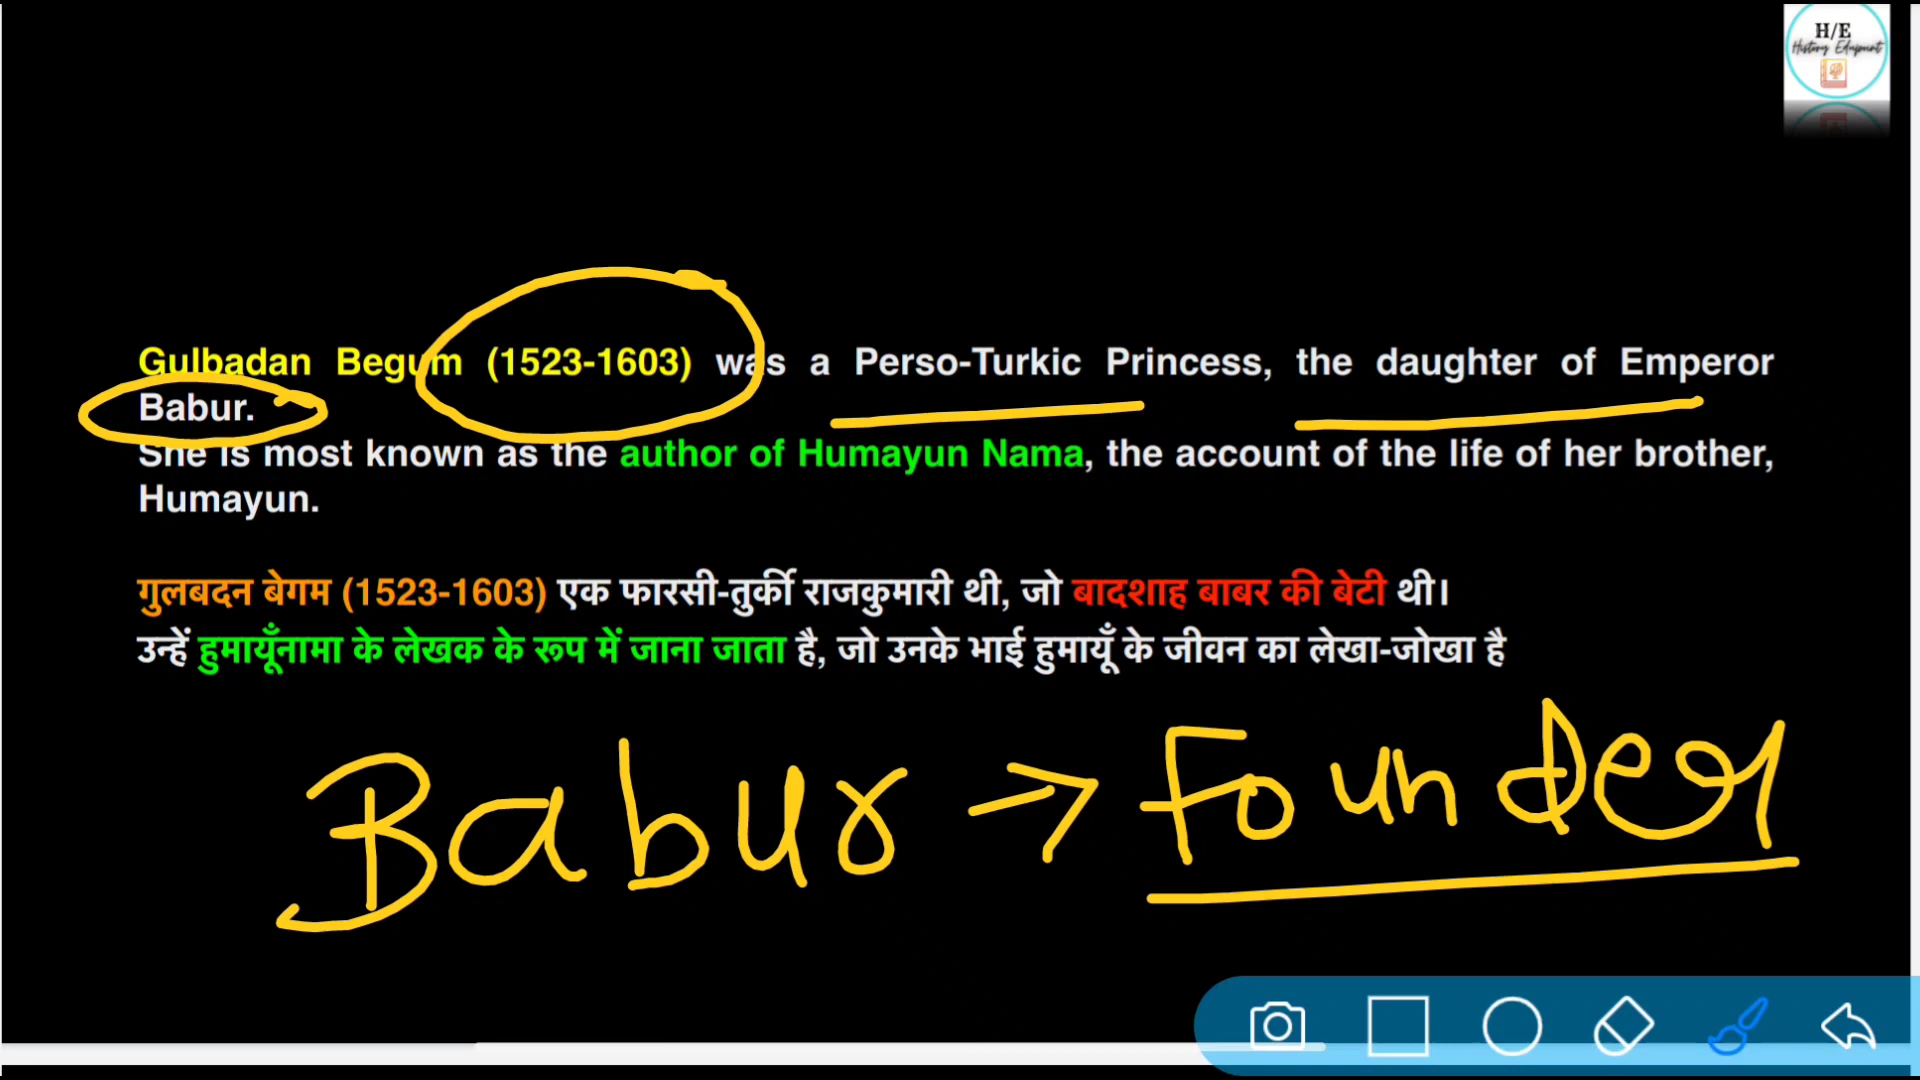 H/E
History Edupoint
Gulbadan Begum (1523-1603) was a Perso-Turkic Princess, the daughter of Emperor
Babur.
She is most known as the author of Humayun Nama, the account of the life of her brother,
Humayun.
गुलबदन बेगम (1523-1603) एक फारसी-तुर्की राजकुमारी थी, जो बादशाह बाबर की बेटी थी।
उन्हें हुमायूँनामा के लेखक के रूप में जाना जाता है, जो उनके भाई हुमायूँ के जीवन का लेखा-जोखा है
Babur → Founder